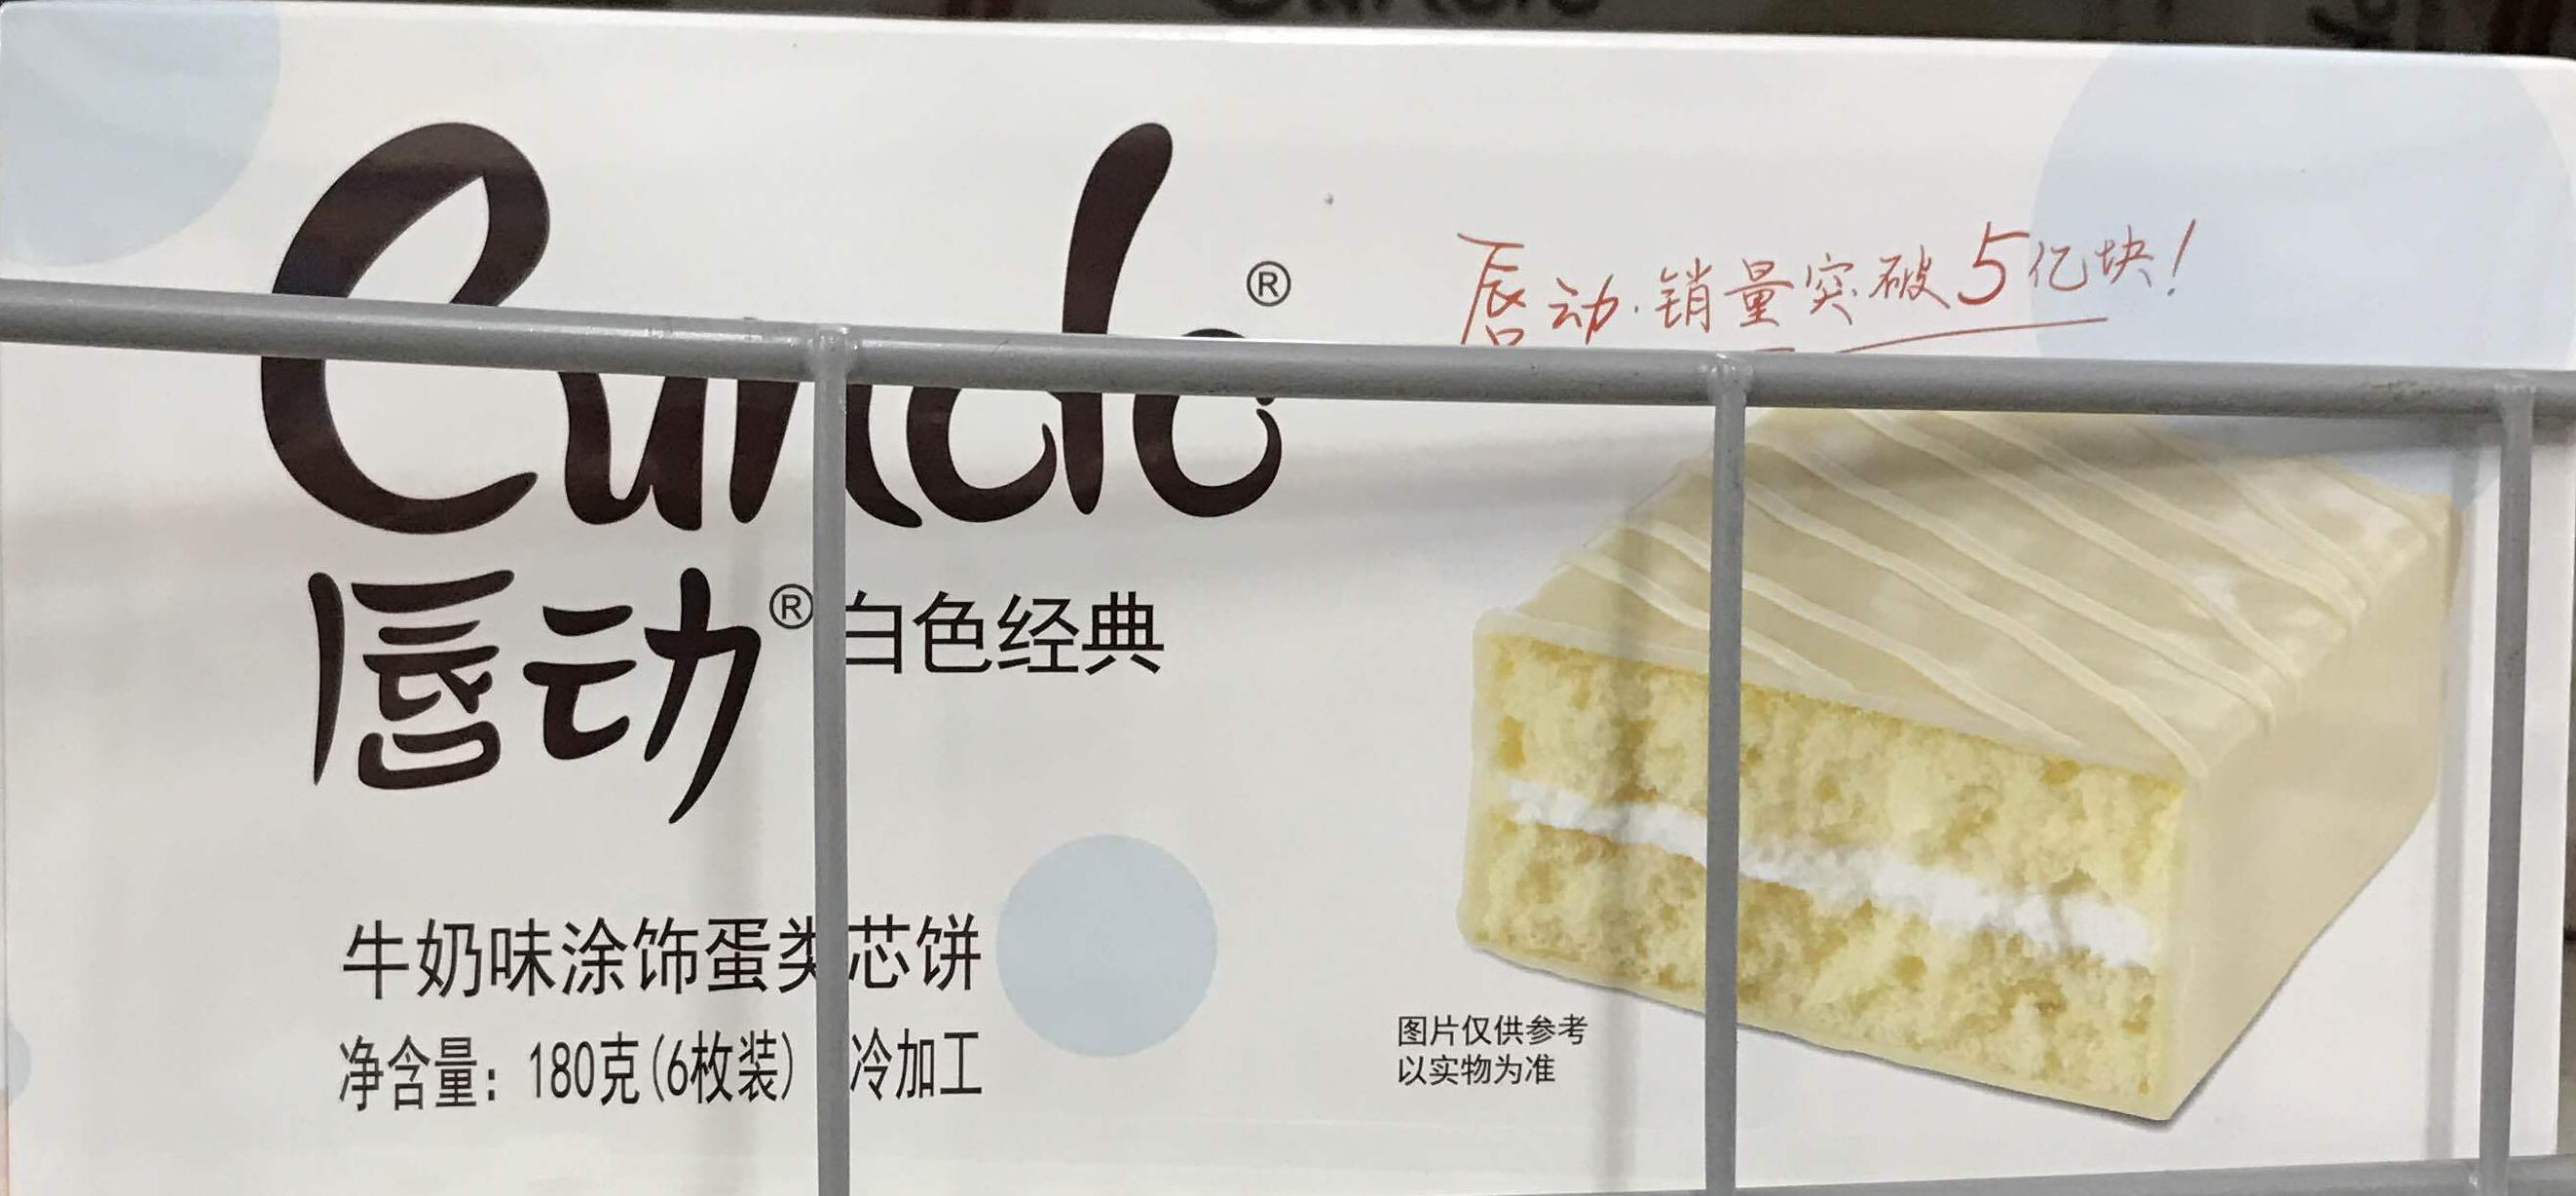 Cundo®
唇动·销量突破5亿块!
唇动® 白色经典
牛奶味涂饰蛋类芯饼
净含量: 180克(6枚装) 冷加工
图片仅供参考
以实物为准